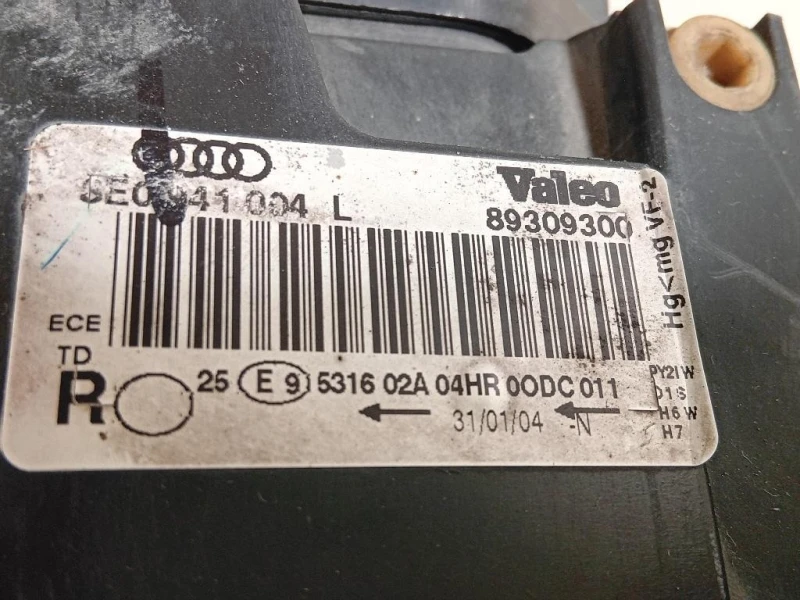 8E0 941 004 L
Valeo
89309300
Hg<mg VF-2
ECE
TD
R
25 E 9 5316 02A 04HR 00DC 011
31/01/04 -N
PY21W
D1S
H6W
H7